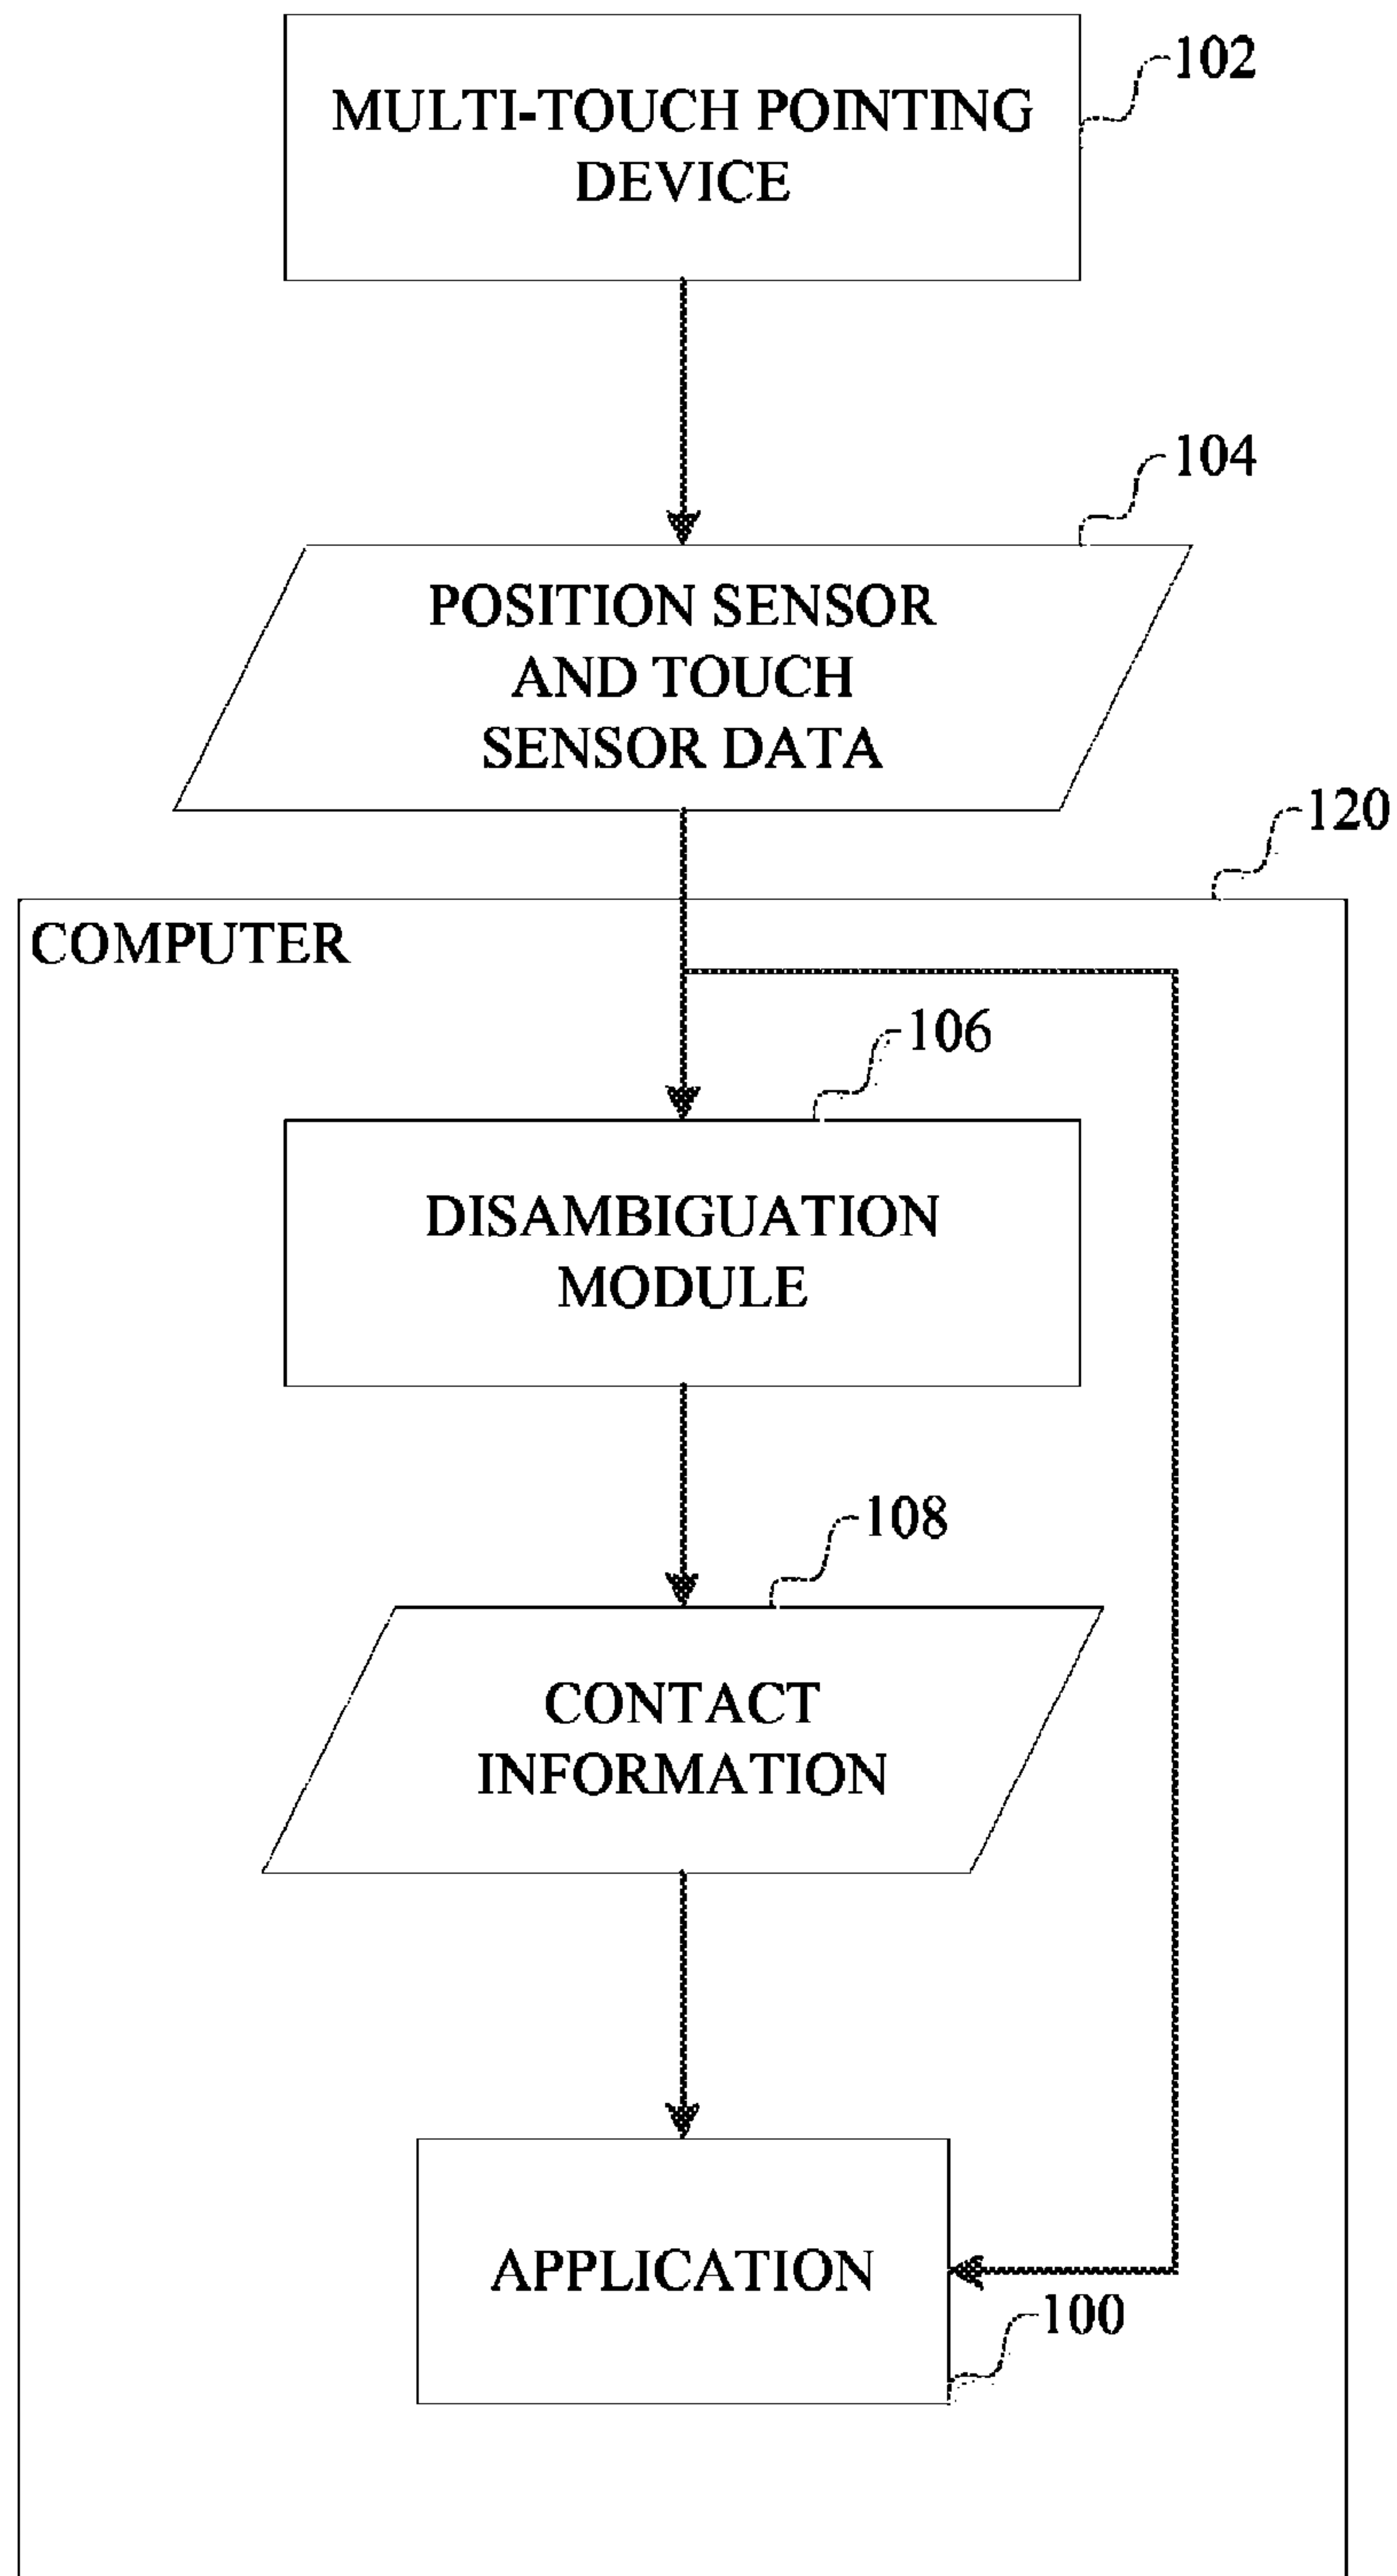 102
MULTI-TOUCH POINTING
DEVICE
104
POSITION SENSOR
AND TOUCH
SENSOR DATA
120
COMPUTER
106
DISAMBIGUATION
MODULE
108
CONTACT
INFORMATION
APPLICATION
100